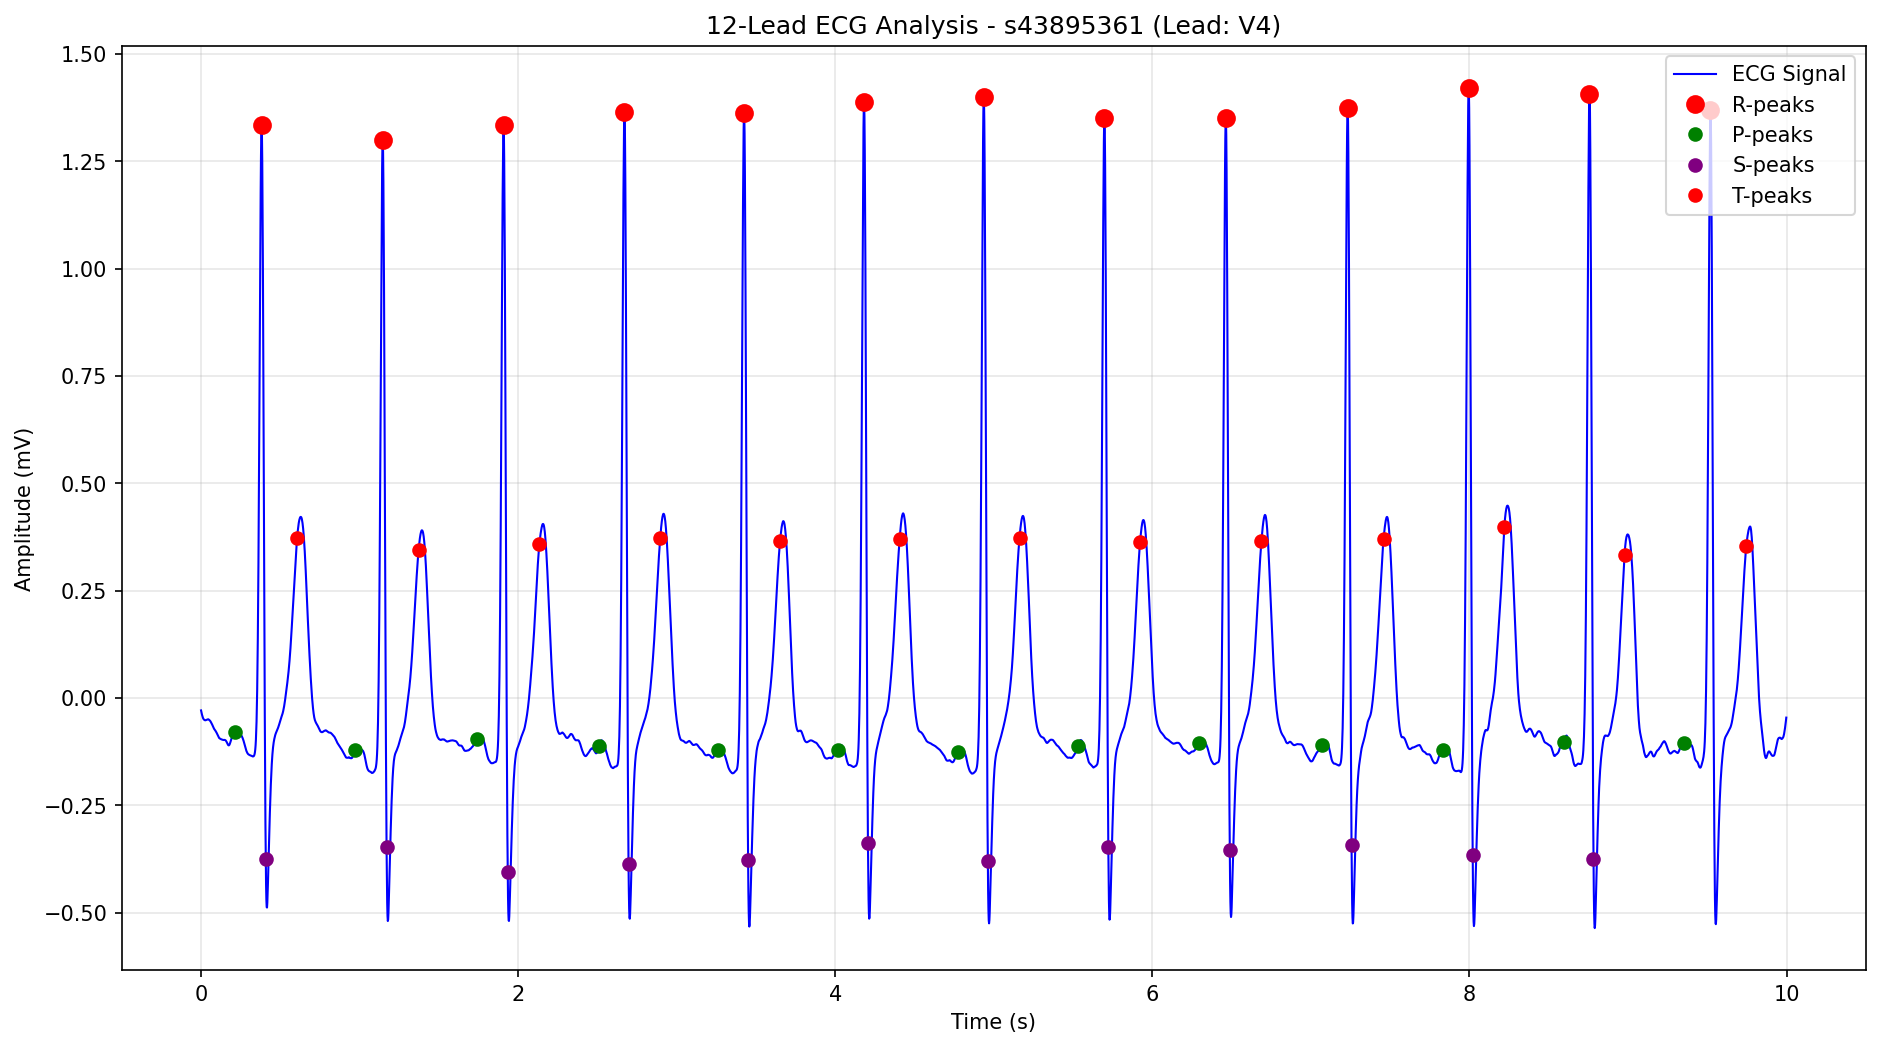 12-Lead ECG Analysis - s43895361 (Lead: V4)
ECG Signal
R-peaks
P-peaks
S-peaks
T-peaks
Amplitude (mV)
1.50
1.25
1.00
0.75
0.50
0.25
0.00
−0.25
−0.50
0 2 4 6 8 10
Time (s)